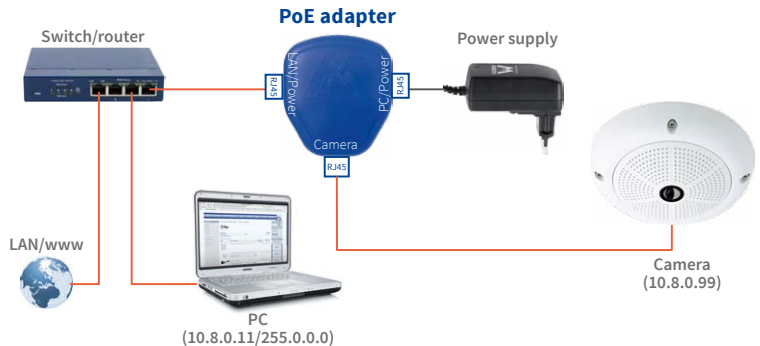 PoE adapter
Switch/router
Power supply
RJ45
LAN/Power
PC/Power
RJ45
Camera
RJ45
LAN/www
PC
(10.8.0.11/255.0.0.0)
Camera
(10.8.0.99)